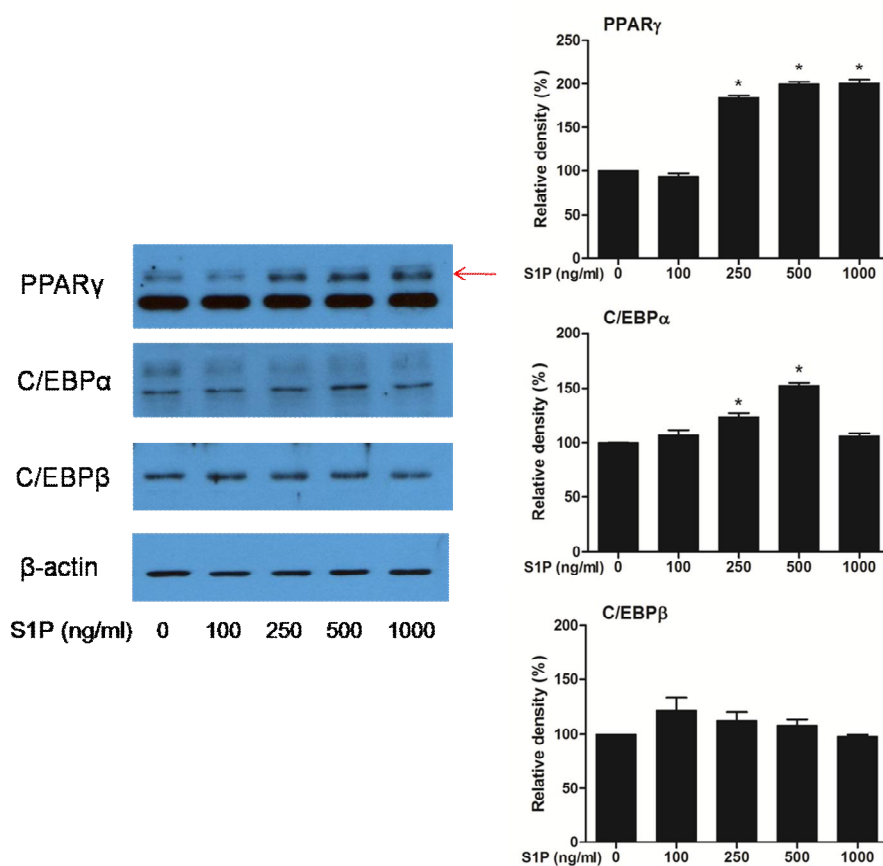 PPARγ
C/EBPα
C/EBPβ
β-actin
S1P (ng/ml) 0 100 250 500 1000
PPARγ
Relative density (%)
250
200
150
100
50
0
* * *
S1P (ng/ml) 0 100 250 500 1000
C/EBPα
Relative density (%)
200
150
100
50
0
* *
S1P (ng/ml) 0 100 250 500 1000
C/EBPβ
Relative density (%)
200
150
100
50
0
S1P (ng/ml) 0 100 250 500 1000